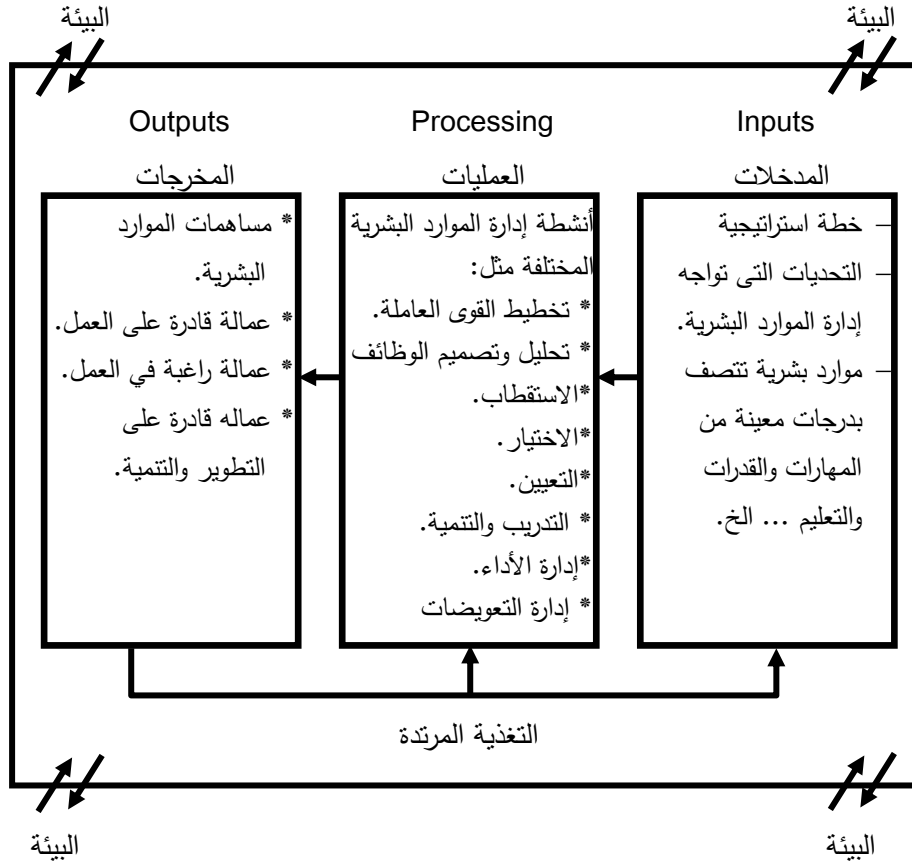 البيئة
البيئة
Inputs
Processing
Outputs
المدخلات
العمليات
المخرجات
– خطة استراتيجية
– التحديات التى تواجه
إدارة الموارد البشرية.
– موارد بشرية تتصف
بدرجات معينة من
المهارات والقدرات
والتعليم ... الخ.
أنشطة إدارة الموارد البشرية
المختلفة مثل:
* تخطيط القوى العاملة.
* تحليل وتصميم الوظائف
*الاستقطاب.
*الاختيار.
*التعيين.
* التدريب والتنمية.
*إدارة الأداء.
* إدارة التعويضات
* مساهمات الموارد
البشرية.
* عمالة قادرة على العمل.
* عمالة راغبة في العمل.
* عماله قادرة على
التطوير والتنمية.
التغذية المرتدة
البيئة
البيئة